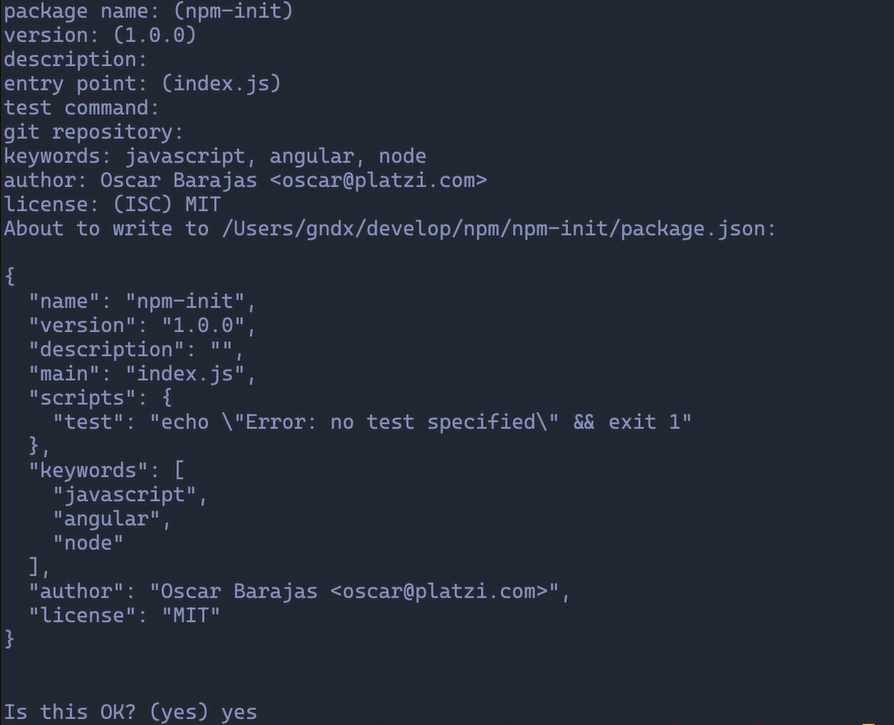 package name: (npm-init)
version: (1.0.0)
description:
entry point: (index.js)
test command:
git repository:
keywords: javascript, angular, node
author: Oscar Barajas <oscar@platzi.com>
license: (ISC) MIT
About to write to /Users/gndx/develop/npm/npm-init/package.json:

{
  "name": "npm-init",
  "version": "1.0.0",
  "description": "",
  "main": "index.js",
  "scripts": {
    "test": "echo \"Error: no test specified\" && exit 1"
  },
  "keywords": [
    "javascript",
    "angular",
    "node"
  ],
  "author": "Oscar Barajas <oscar@platzi.com>",
  "license": "MIT"
}

Is this OK? (yes) yes